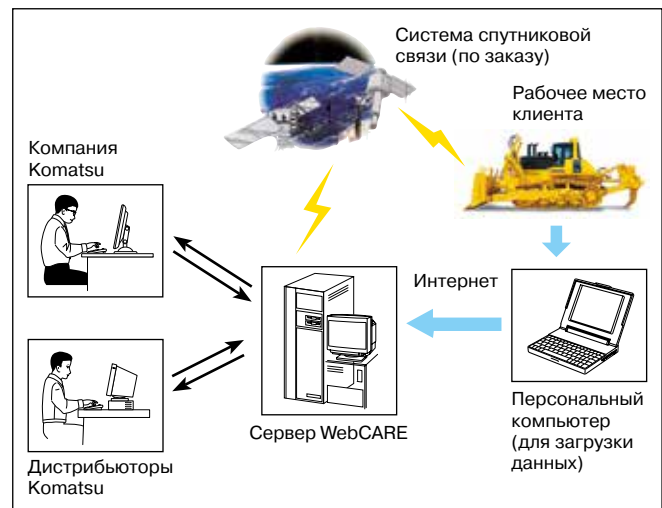 Система спутниковой
связи (по заказу)
Рабочее место
клиента
Компания
Komatsu
Интернет
Сервер WebCARE
Персональный
компьютер
(для загрузки
данных)
Дистрибьюторы
Komatsu